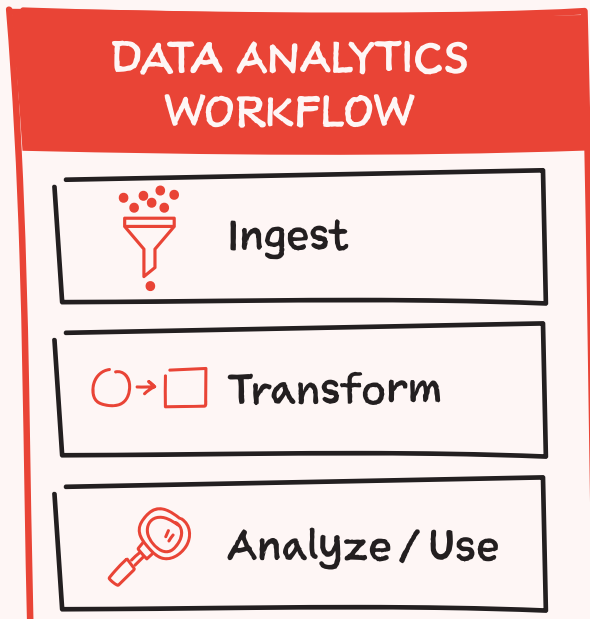 DATA ANALYTICS
WORKFLOW
Ingest
Transform
Analyze / Use